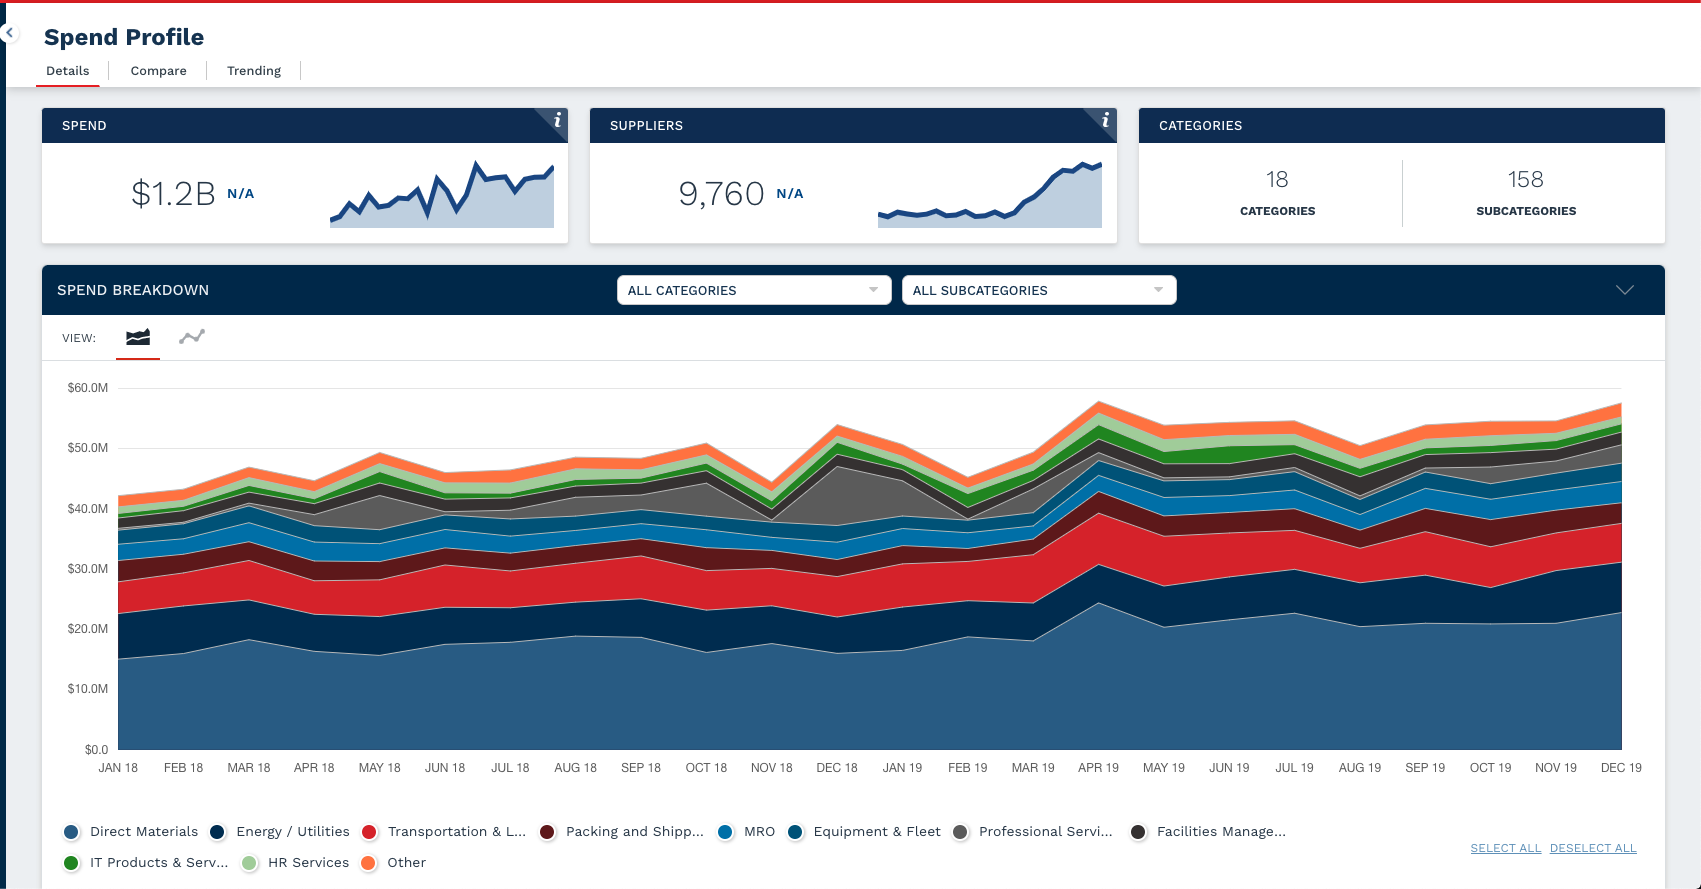 Spend Profile
Details Compare Trending
SPEND i SUPPLIERS i CATEGORIES
$1.2B N/A 9,760 N/A 18 158
CATEGORIES SUBCATEGORIES
SPEND BREAKDOWN ALL CATEGORIES ALL SUBCATEGORIES
VIEW:
$60.0M
$50.0M
$40.0M
$30.0M
$20.0M
$10.0M
$0.0
JAN 18 FEB 18 MAR 18 APR 18 MAY 18 JUN 18 JUL 18 AUG 18 SEP 18 OCT 18 NOV 18 DEC 18 JAN 19 FEB 19 MAR 19 APR 19 MAY 19 JUN 19 JUL 19 AUG 19 SEP 19 OCT 19 NOV 19 DEC 19
Direct Materials Energy / Utilities Transportation & L... Packing and Shipp... MRO Equipment & Fleet Professional Servi... Facilities Manage...
SELECT ALL DESELECT ALL
IT Products & Serv... HR Services Other